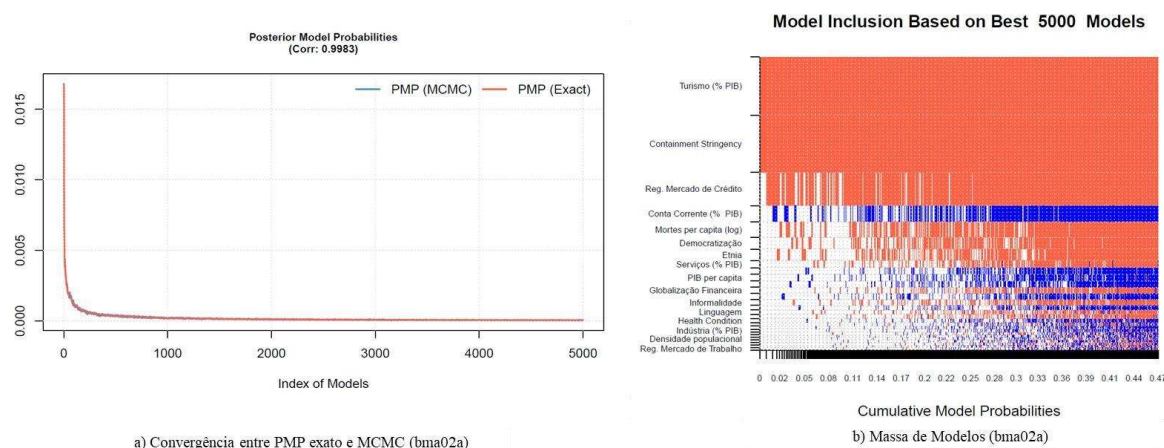 Posterior Model Probabilities
(Corr: 0.9983)
PMP (MCMC) PMP (Exact)
0.015
0.010
0.005
0.000
0 1000 2000 3000 4000 5000
Index of Models
a) Convergência entre PMP exato e MCMC (bma02a)
Model Inclusion Based on Best 5000 Models
Turismo (% PIB)
Containment Stringency
Reg. Mercado de Crédito
Conta Corrente (% PIB)
Mortes per capita (log)
Democratização
Etnia
Serviços (% PIB)
PIB per capita
Globalização Financeira
Informalidade
Linguagem
Health Condition
Indústria (% PIB)
Densidade populacional
Reg. Mercado de Trabalho
0 0.02 0.05 0.08 0.11 0.14 0.17 0.2 0.22 0.25 0.28 0.3 0.33 0.36 0.39 0.41 0.44 0.47
Cumulative Model Probabilities
b) Massa de Modelos (bma02a)